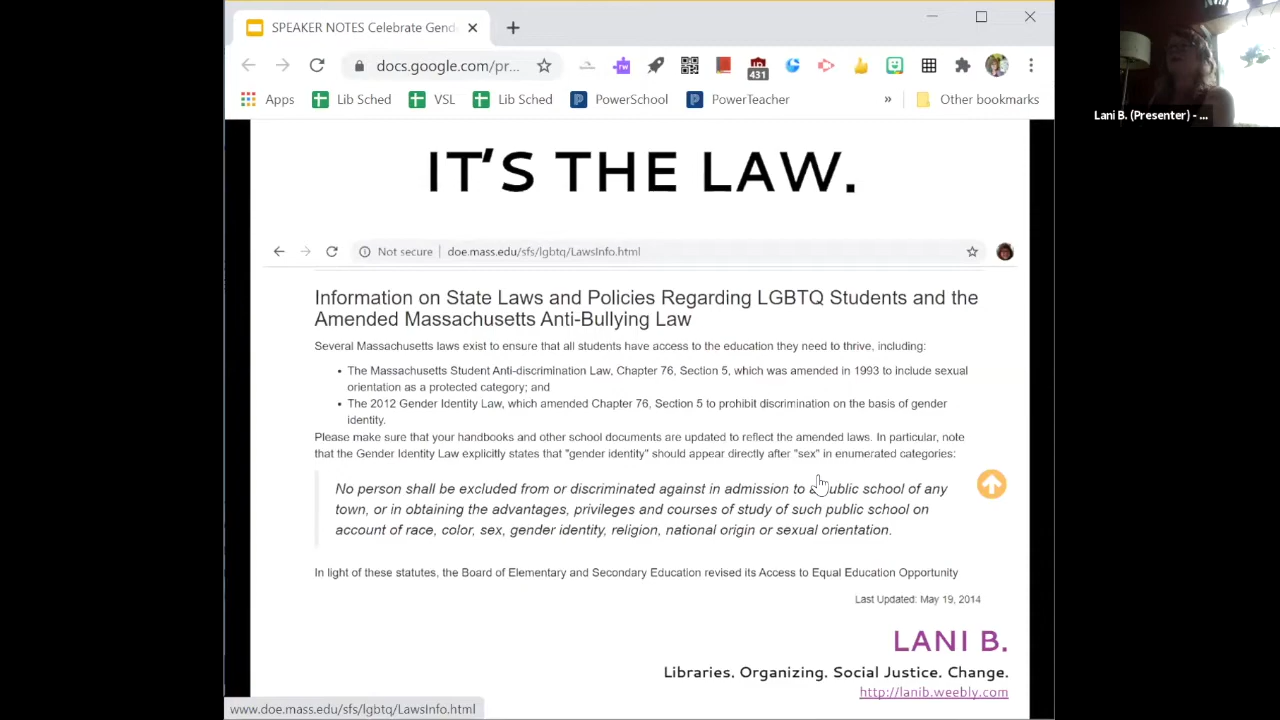 SPEAKER NOTES Celebrate Gend
docs.google.com/pr...
431
Apps
Lib Sched
VSL
Lib Sched
PowerSchool
PowerTeacher
»
Other bookmarks
Lani B. (Presenter) - ...
IT'S THE LAW.
Not secure | doe.mass.edu/sfs/lgbtq/LawsInfo.html
Information on State Laws and Policies Regarding LGBTQ Students and the
Amended Massachusetts Anti-Bullying Law
Several Massachusetts laws exist to ensure that all students have access to the education they need to thrive, including:
• The Massachusetts Student Anti-discrimination Law, Chapter 76, Section 5, which was amended in 1993 to include sexual
orientation as a protected category; and
• The 2012 Gender Identity Law, which amended Chapter 76, Section 5 to prohibit discrimination on the basis of gender
identity.
Please make sure that your handbooks and other school documents are updated to reflect the amended laws. In particular, note
that the Gender Identity Law explicitly states that "gender identity" should appear directly after "sex" in enumerated categories:
No person shall be excluded from or discriminated against in admission to a public school of any
town, or in obtaining the advantages, privileges and courses of study of such public school on
account of race, color, sex, gender identity, religion, national origin or sexual orientation.
In light of these statutes, the Board of Elementary and Secondary Education revised its Access to Equal Education Opportunity
Last Updated: May 19, 2014
LANI B.
Libraries. Organizing. Social Justice. Change.
http://lanib.weebly.com
www.doe.mass.edu/sfs/lgbtq/LawsInfo.html